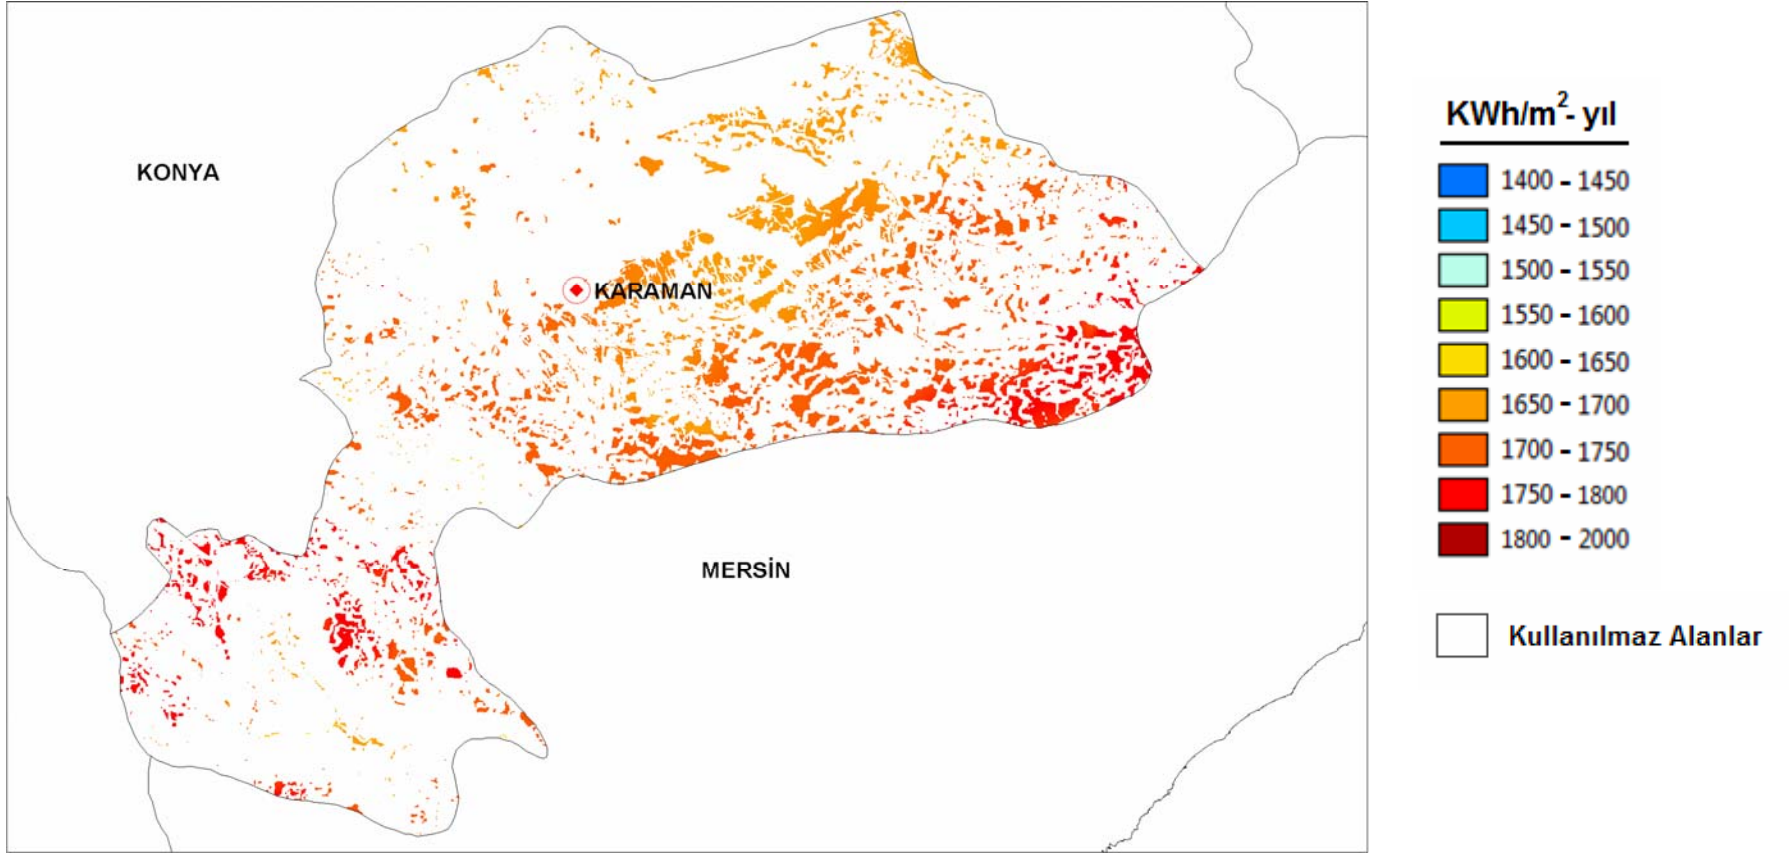 KONYA
KARAMAN
MERSİN
KWh/m²- yıl
1400 - 1450
1450 - 1500
1500 - 1550
1550 - 1600
1600 - 1650
1650 - 1700
1700 - 1750
1750 - 1800
1800 - 2000
Kullanılmaz Alanlar